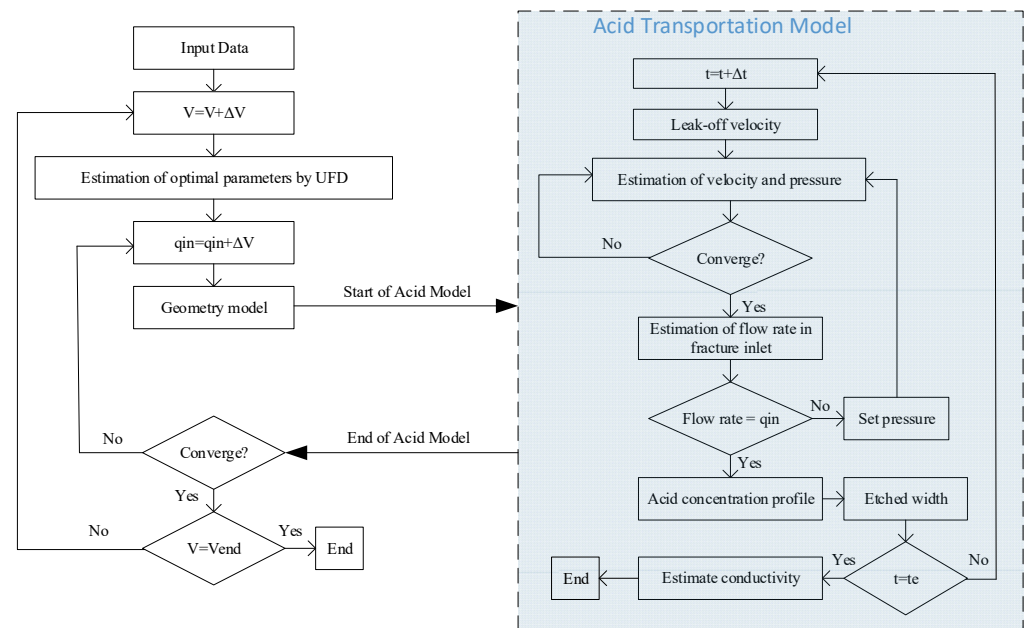 Input Data
V=V+ΔV
Estimation of optimal parameters by UFD
qin=qin+ΔV
Geometry model
Start of Acid Model
End of Acid Model
Converge?
No
Yes
V=Vend
No
Yes
End
Acid Transportation Model
t=t+Δt
Leak-off velocity
Estimation of velocity and pressure
No
Converge?
Yes
Estimation of flow rate in
fracture inlet
Flow rate = qin
No
Set pressure
Yes
Acid concentration profile
Etched width
t=te
No
Yes
Estimate conductivity
End